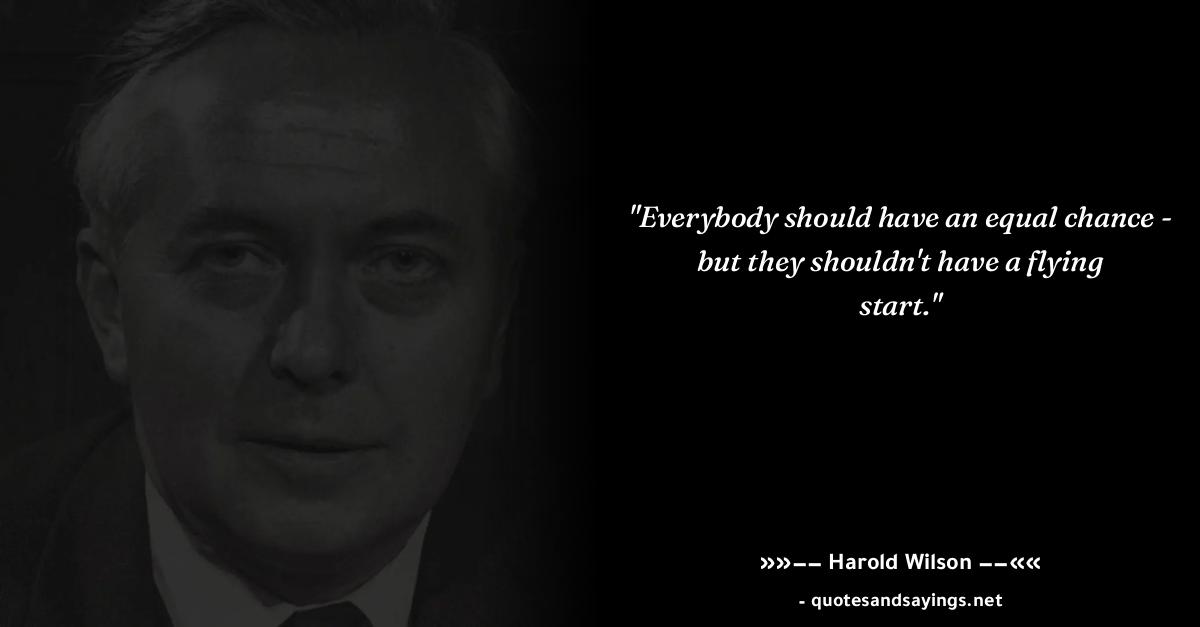 "Everybody should have an equal chance -
but they shouldn't have a flying
start."
»»−− Harold Wilson −−««
- quotesandsayings.net